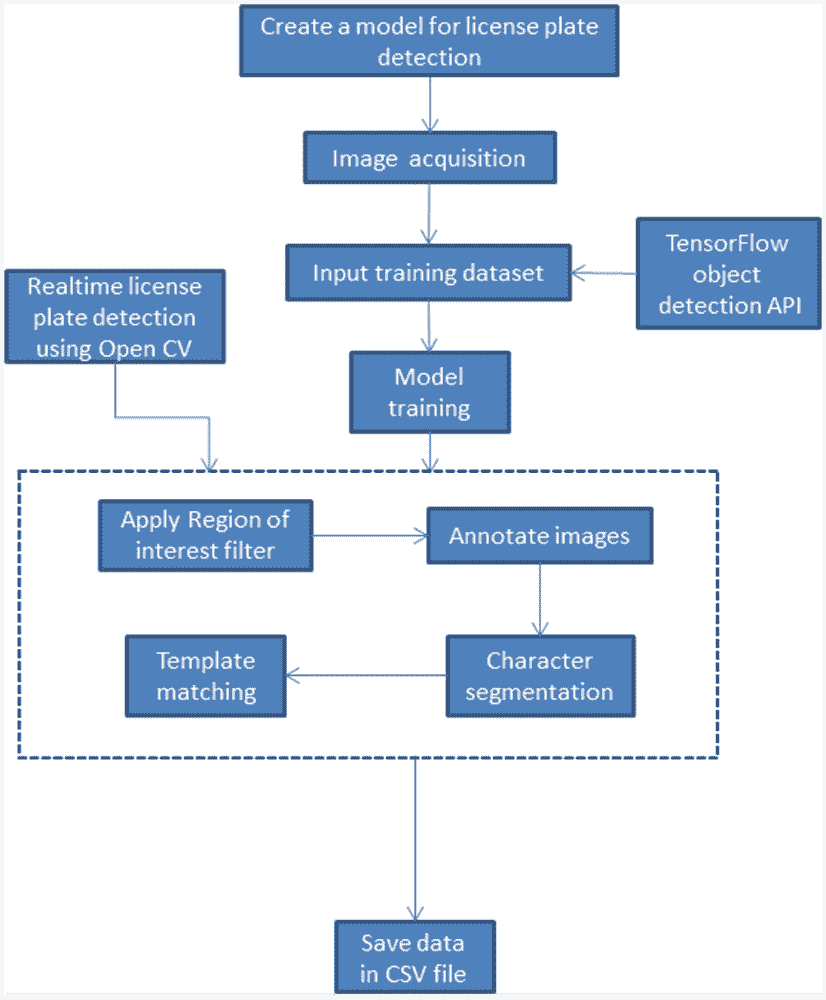 Create a model for license plate
detection
Image acquisition
Input training dataset
TensorFlow
object
detection API
Realtime license
plate detection
using Open CV
Model
training
Apply Region of
interest filter
Annotate images
Character
segmentation
Template
matching
Save data
in CSV file